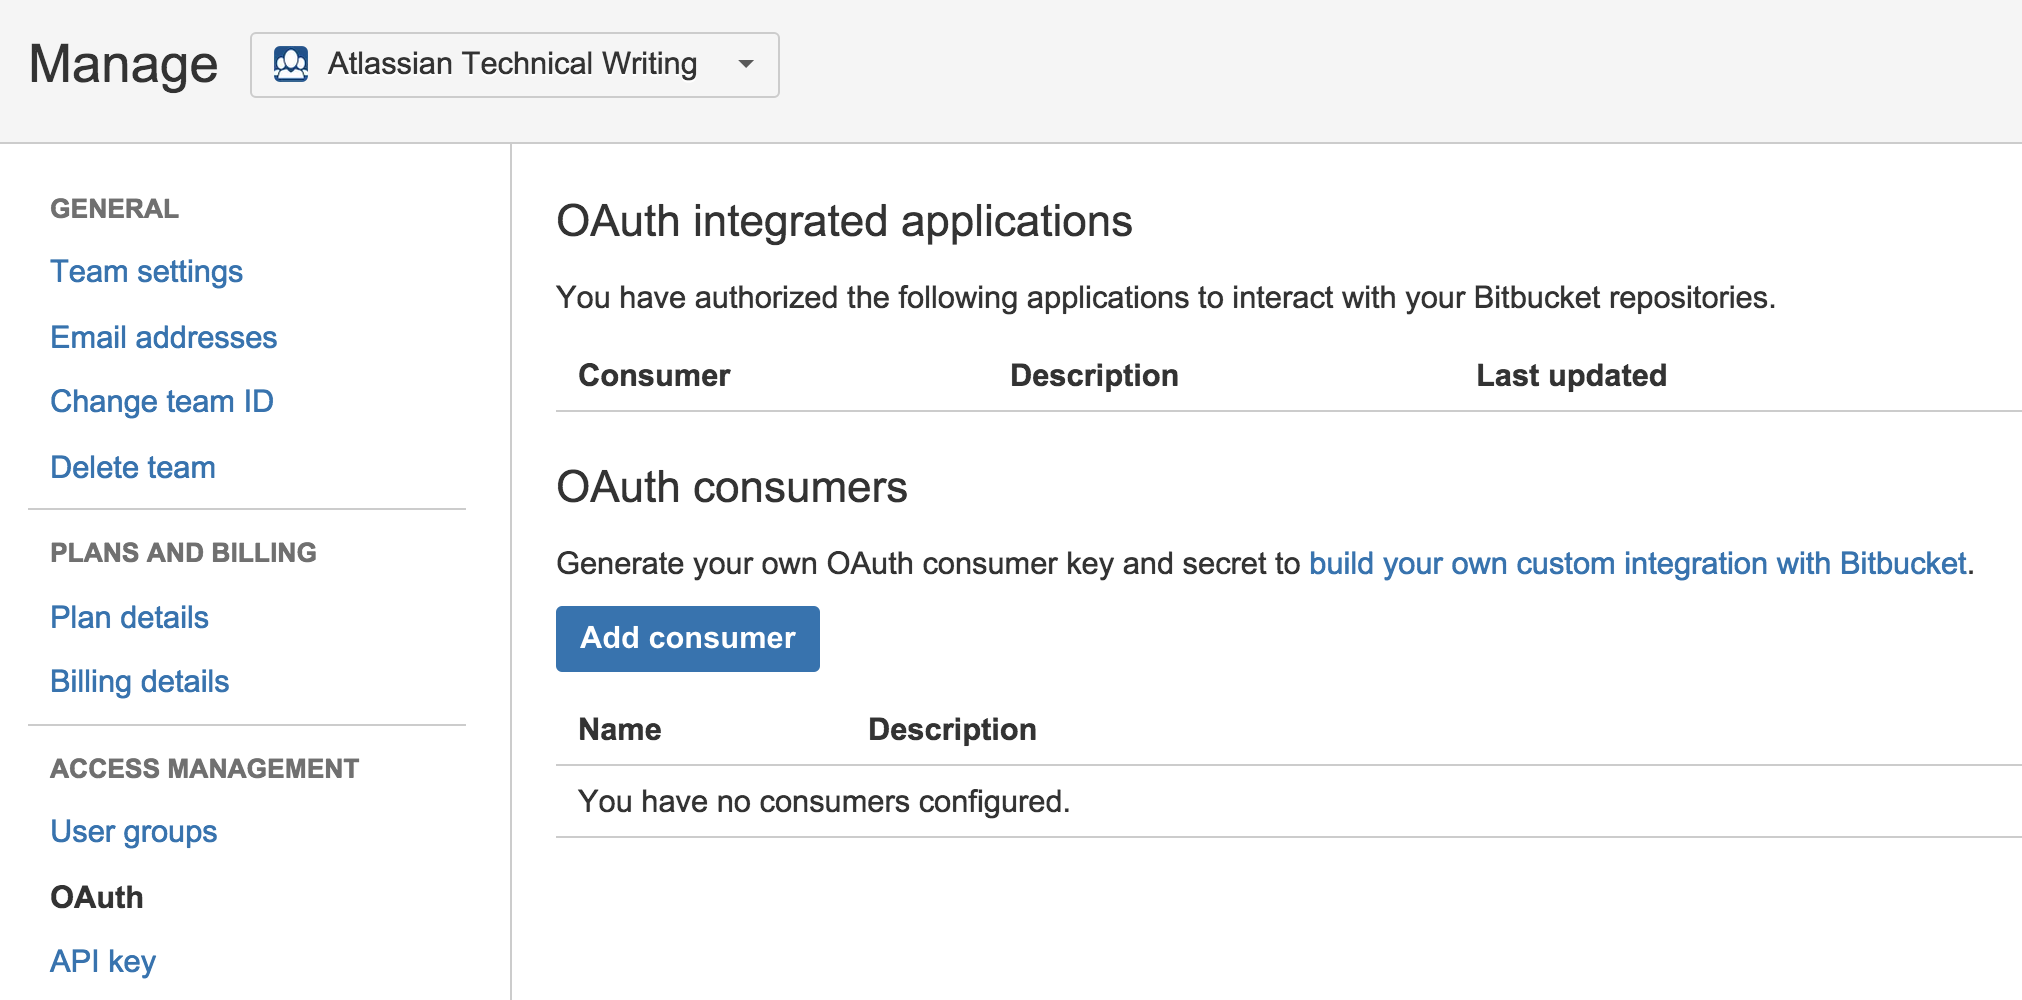 Manage
Atlassian Technical Writing
GENERAL
Team settings
Email addresses
Change team ID
Delete team
PLANS AND BILLING
Plan details
Billing details
ACCESS MANAGEMENT
User groups
OAuth
API key
OAuth integrated applications
You have authorized the following applications to interact with your Bitbucket repositories.
Consumer Description Last updated
OAuth consumers
Generate your own OAuth consumer key and secret to build your own custom integration with Bitbucket.
Add consumer
Name Description
You have no consumers configured.